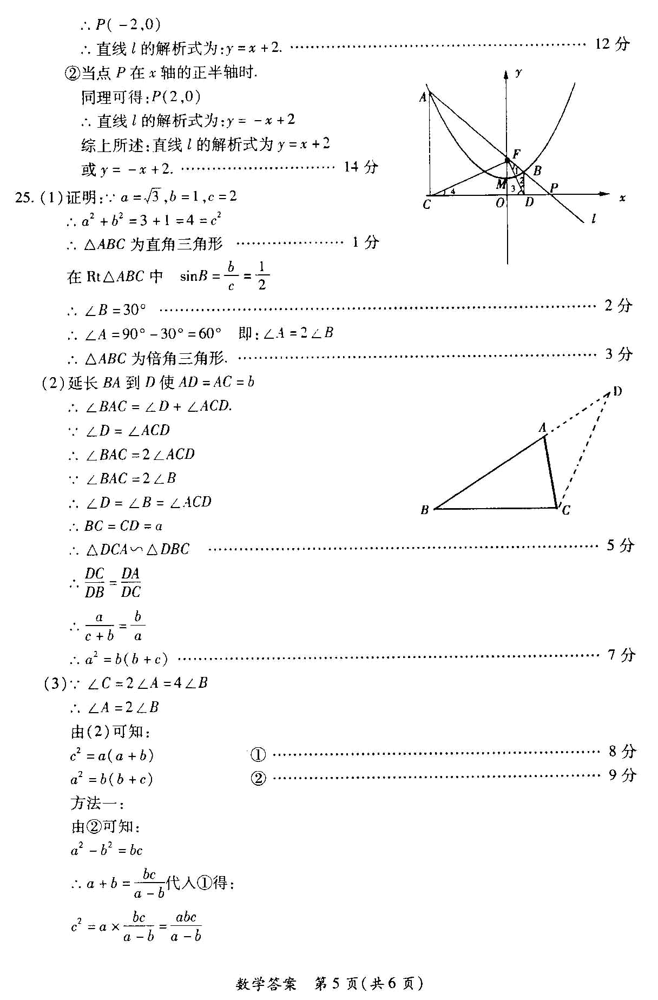 ∴ P(-2,0)
∴ 直线 l 的解析式为:y=x+2. ………… 12 分
②当点 P 在 x 轴的正半轴时.
同理可得:P(2,0)
∴ 直线 l 的解析式为:y= -x+2
综上所述:直线 l 的解析式为 y=x+2
或 y= -x+2. ………… 14 分
y
A
F
1
B
2
M
3
4
P
x
C
O
D
l
25. (1)证明:∵ a=√3,b=1,c=2
∴ a²+b²=3+1=4=c²
∴ △ABC 为直角三角形 ………… 1 分
在 Rt△ABC 中 sinB=b/c=1/2
∴ ∠B=30° ………… 2 分
∴ ∠A=90°-30°=60° 即:∠A=2∠B
∴ △ABC 为倍角三角形. ………… 3 分
(2)延长 BA 到 D 使 AD=AC=b
∴ ∠BAC=∠D+∠ACD.
∵ ∠D=∠ACD
∴ ∠BAC=2∠ACD
∵ ∠BAC=2∠B
∴ ∠D=∠B=∠ACD
∴ BC=CD=a
∴ △DCA∽△DBC ………… 5 分
D
A
B
C
∴ DC/DB=DA/DC
∴ a/(c+b)=b/a
∴ a²=b(b+c) ………… 7 分
(3)∵ ∠C=2∠A=4∠B
∴ ∠A=2∠B
由(2)可知:
c²=a(a+b) ① ………… 8 分
a²=b(b+c) ② ………… 9 分
方法一:
由②可知:
a²-b²=bc
∴ a+b=bc/(a-b)代入①得:
c²=a×bc/(a-b)=abc/(a-b)
数学答案 第 5 页(共 6 页)